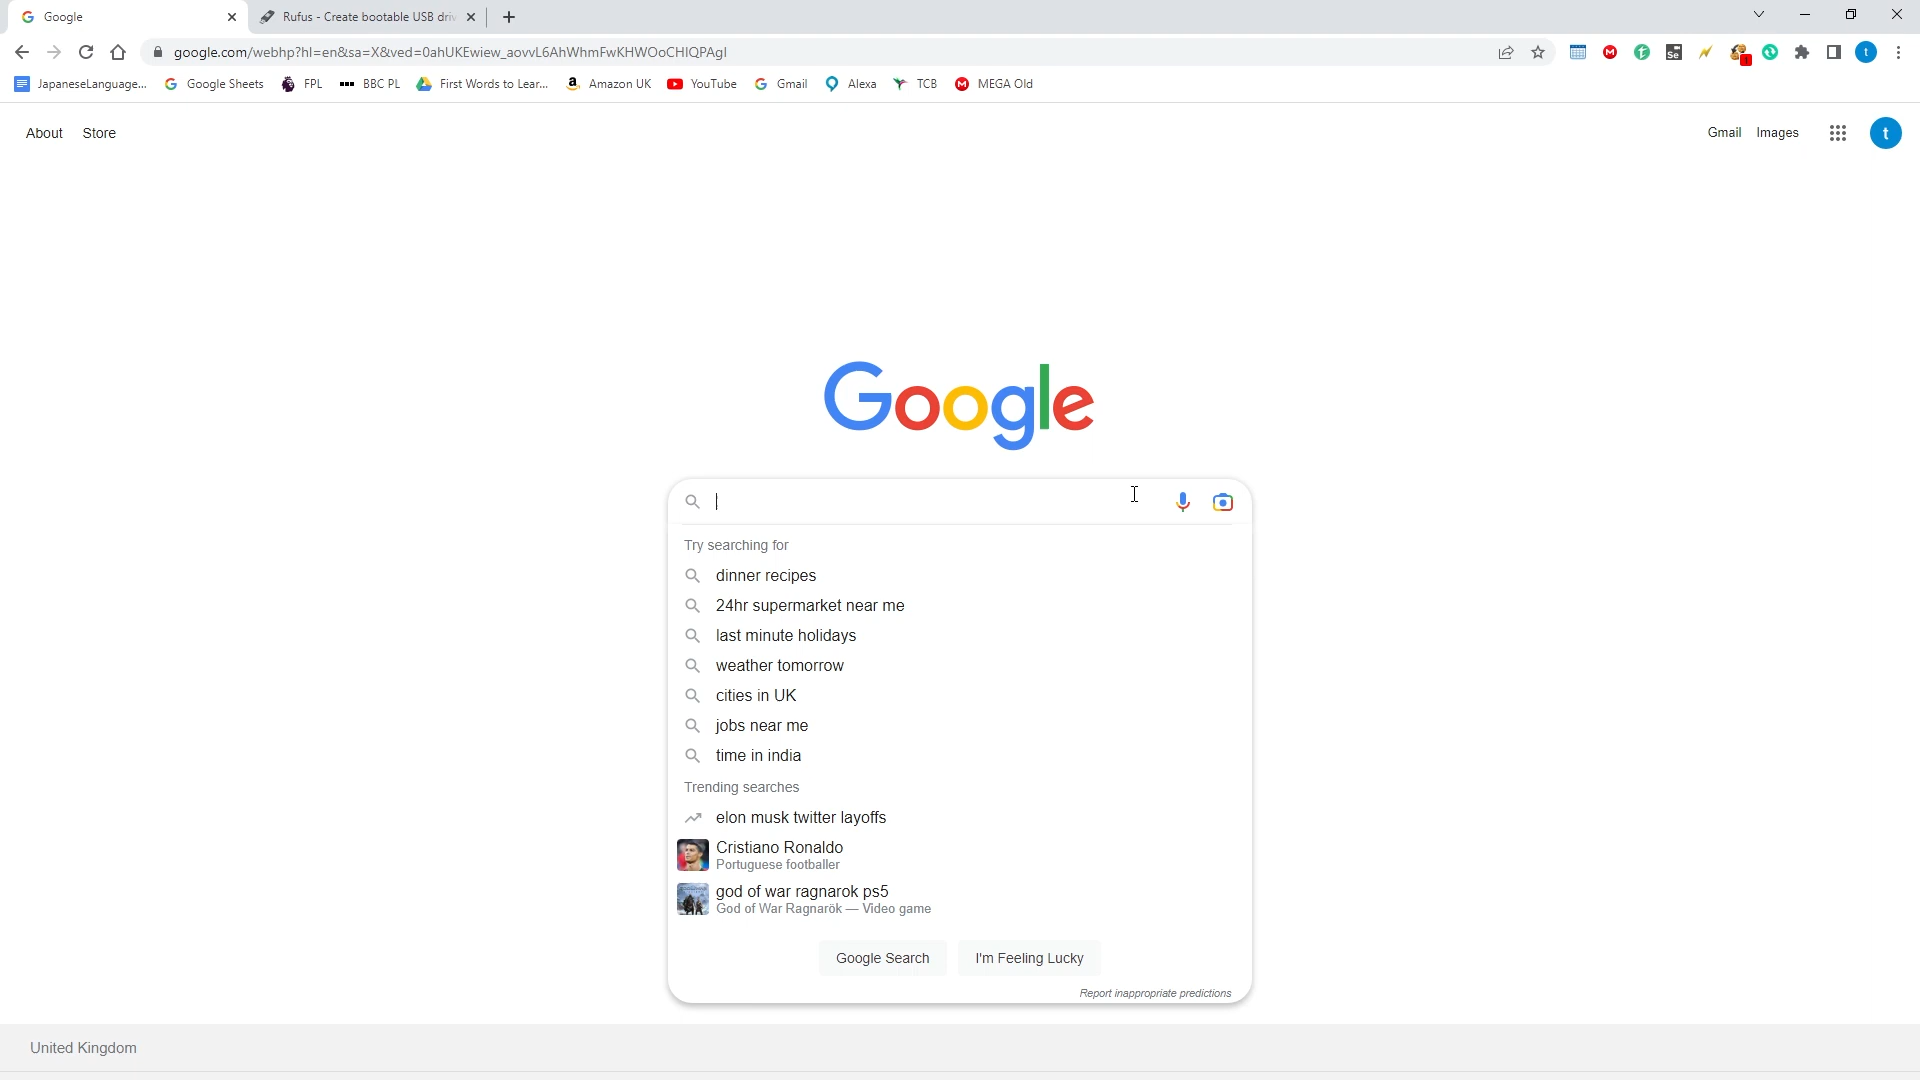 Google
Rufus - Create bootable USB driv
google.com/webhp?hl=en&sa=X&ved=0ahUKEwiew_aovvL6AhWhmFwKHWOoCHIQPAgI
JapaneseLanguage...
Google Sheets
FPL
BBC PL
First Words to Lear...
Amazon UK
YouTube
Gmail
Alexa
TCB
MEGA Old
About
Store
Gmail
Images
t
Google
Try searching for
dinner recipes
24hr supermarket near me
last minute holidays
weather tomorrow
cities in UK
jobs near me
time in india
Trending searches
elon musk twitter layoffs
Cristiano Ronaldo
Portuguese footballer
god of war ragnarok ps5
God of War Ragnarök — Video game
Google Search
I'm Feeling Lucky
Report inappropriate predictions
United Kingdom